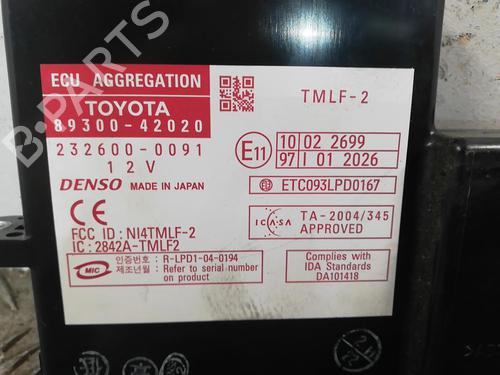 ECU AGGREGATION
TOYOTA
89300-42020
232600-0091
12V
DENSO MADE IN JAPAN
CE
FCC ID : NI4TMLF-2
IC : 2842A-TMLF2
MIC
인증번호 : R-LPD1-04-0194
제조년월 : Refer to serial number
on product
TMLF-2
E11
10 02 2699
97 I 01 2026
ETC093LPD0167
ICASA
TA-2004/345
APPROVED
Complies with
IDA Standards
DA101418
B-PARTS